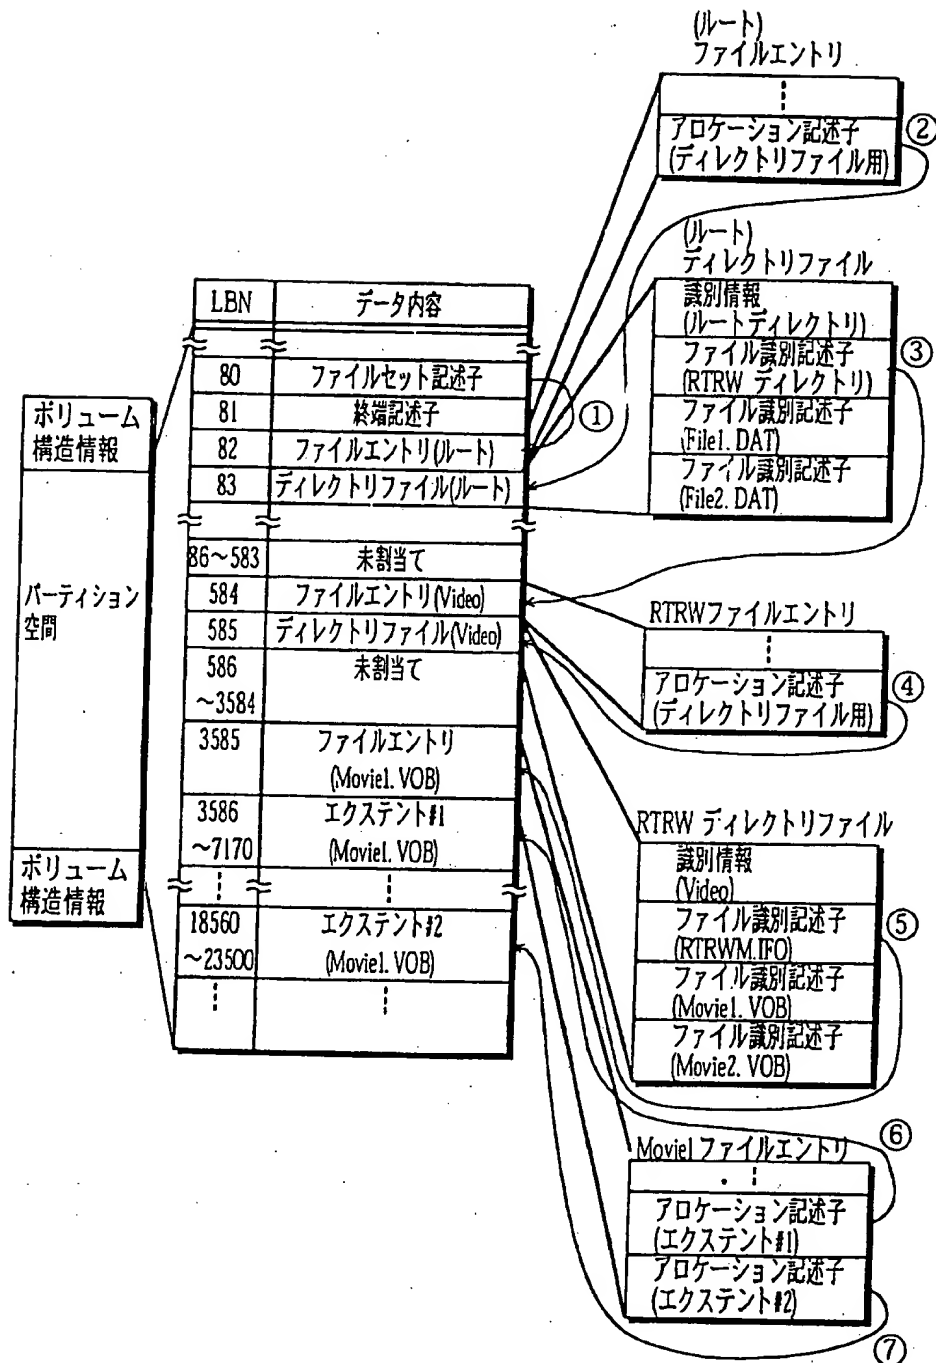 (ルート)
ファイルエントリ
アロケーション記述子
(ディレクトリファイル用)
②
(ルート)
ディレクトリファイル
識別情報
(ルートディレクトリ)
ファイル識別記述子
(RTRW ディレクトリ)
③
ファイル識別記述子
(File1. DAT)
ファイル識別記述子
(File2. DAT)
ボリューム
構造情報
パーティション
空間
ボリューム
構造情報
LBN データ内容
80 ファイルセット記述子
①
81 終端記述子
82 ファイルエントリ(ルート)
83 ディレクトリファイル(ルート)
86～583 未割当て
584 ファイルエントリ(Video)
585 ディレクトリファイル(Video)
586 未割当て
～3584
3585 ファイルエントリ
(Movie1. VOB)
3586 エクステント#1
～7170 (Movie1. VOB)
18560 エクステント#2
～23500 (Movie1. VOB)
RTRWファイルエントリ
アロケーション記述子
(ディレクトリファイル用)
④
RTRW ディレクトリファイル
識別情報
(Video)
ファイル識別記述子
(RTRWM.IFO)
⑤
ファイル識別記述子
(Movie1. VOB)
ファイル識別記述子
(Movie2. VOB)
⑥
Movie1 ファイルエントリ
アロケーション記述子
(エクステント#1)
アロケーション記述子
(エクステント#2)
⑦